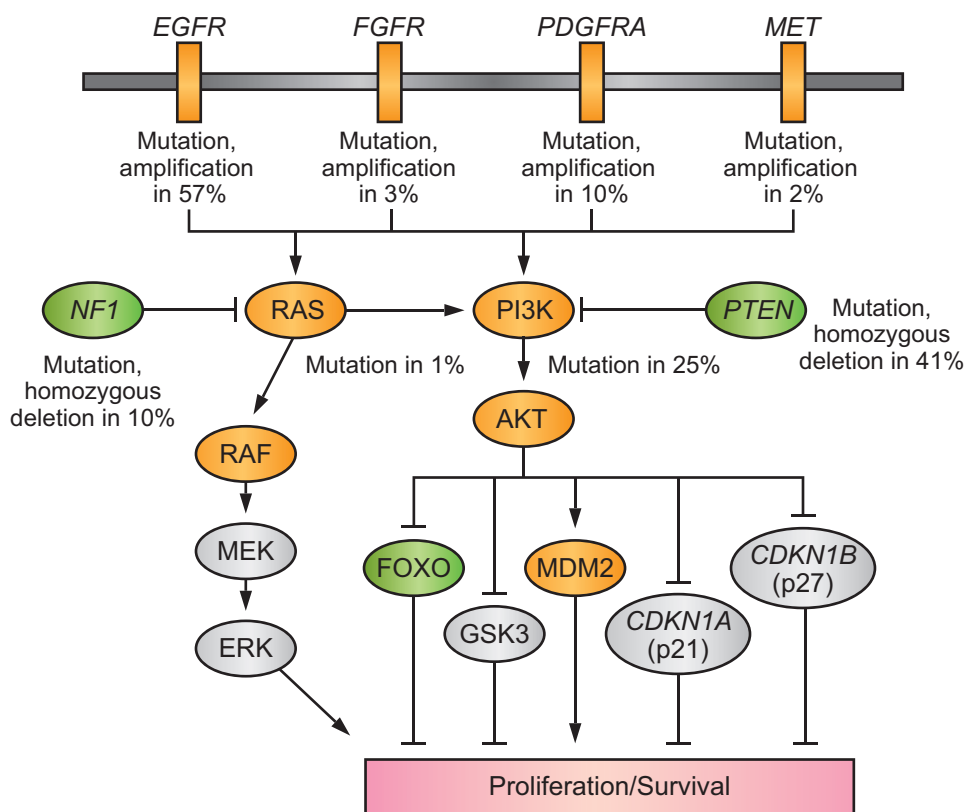 EGFR
FGFR
PDGFRA
MET
Mutation,
amplification
in 57%
Mutation,
amplification
in 3%
Mutation,
amplification
in 10%
Mutation,
amplification
in 2%
NF1
RAS
PI3K
PTEN
Mutation,
homozygous
deletion in 41%
Mutation,
homozygous
deletion in 10%
Mutation in 1%
Mutation in 25%
AKT
RAF
MEK
ERK
FOXO
GSK3
MDM2
CDKN1A
(p21)
CDKN1B
(p27)
Proliferation/Survival